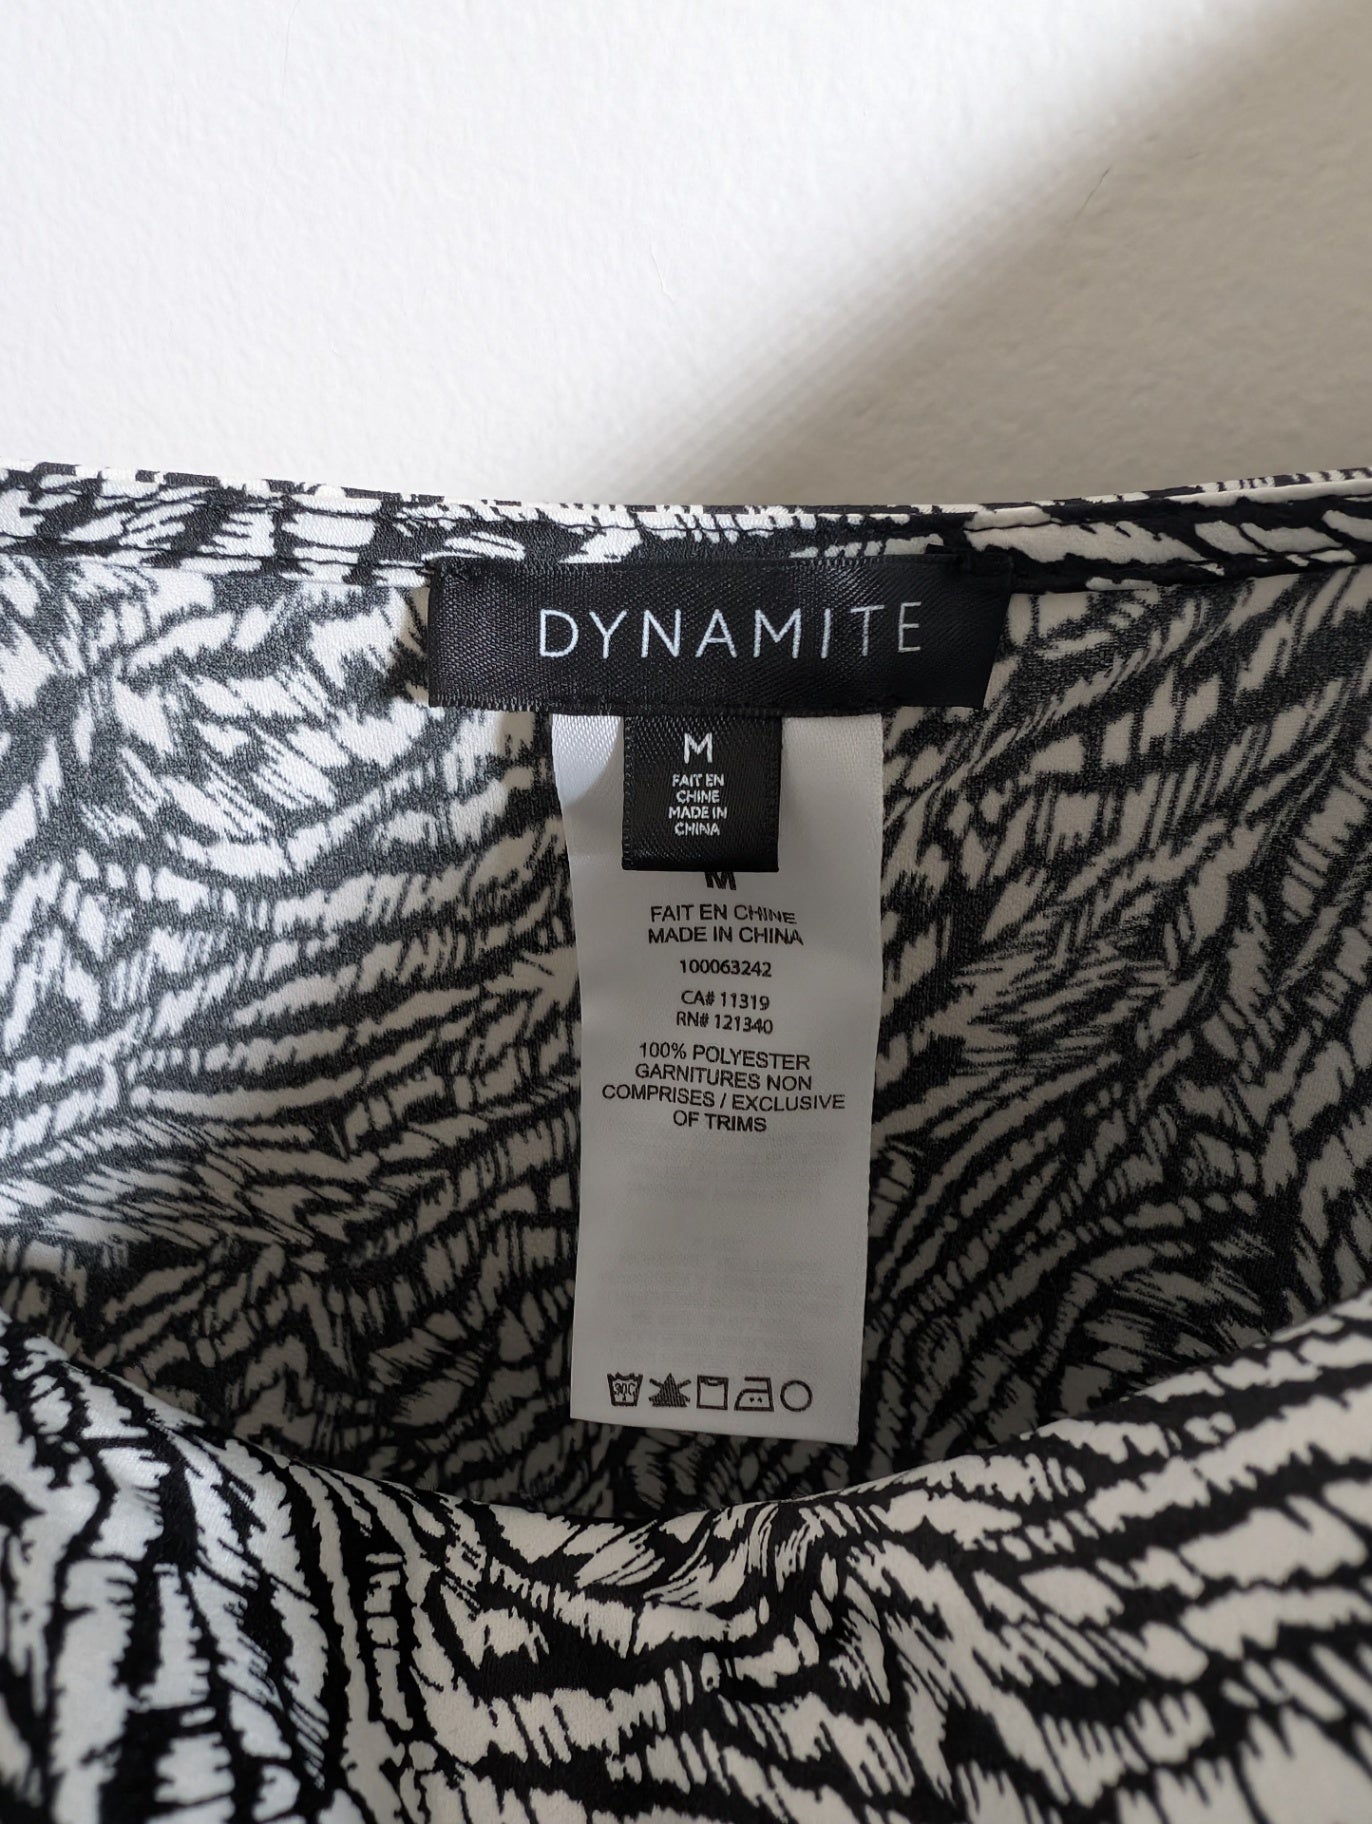 DYNAMITE
M
FAIT EN
CHINE
MADE IN
CHINA
M
FAIT EN CHINE
MADE IN CHINA
100063242
CA# 11319
RN# 121340
100% POLYESTER
GARNITURES NON
COMPRISES / EXCLUSIVE
OF TRIMS
30C